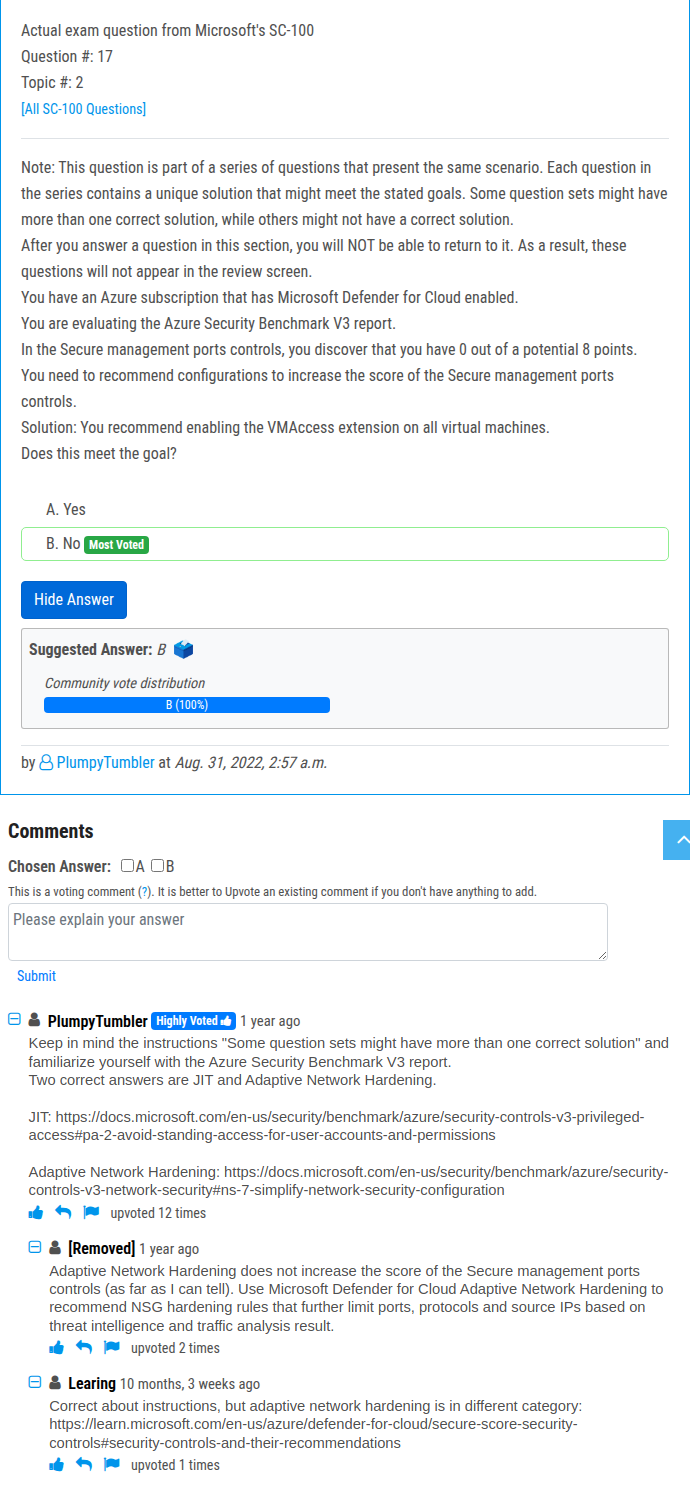 Actual exam question from Microsoft's SC-100
Question #: 17
Topic #: 2
[All SC-100 Questions]
Note: This question is part of a series of questions that present the same scenario. Each question in
the series contains a unique solution that might meet the stated goals. Some question sets might have
more than one correct solution, while others might not have a correct solution.
After you answer a question in this section, you will NOT be able to return to it. As a result, these
questions will not appear in the review screen.
You have an Azure subscription that has Microsoft Defender for Cloud enabled.
You are evaluating the Azure Security Benchmark V3 report.
In the Secure management ports controls, you discover that you have 0 out of a potential 8 points.
You need to recommend configurations to increase the score of the Secure management ports
controls.
Solution: You recommend enabling the VMAccess extension on all virtual machines.
Does this meet the goal?
A. Yes
B. No Most Voted
Hide Answer
Suggested Answer: B
Community vote distribution
B (100%)
by PlumpyTumbler at Aug. 31, 2022, 2:57 a.m.
Comments
Chosen Answer: A B
This is a voting comment (?). It is better to Upvote an existing comment if you don't have anything to add.
Please explain your answer
Submit
PlumpyTumbler Highly Voted 1 year ago
Keep in mind the instructions "Some question sets might have more than one correct solution" and
familiarize yourself with the Azure Security Benchmark V3 report.
Two correct answers are JIT and Adaptive Network Hardening.
JIT: https://docs.microsoft.com/en-us/security/benchmark/azure/security-controls-v3-privileged-
access#pa-2-avoid-standing-access-for-user-accounts-and-permissions
Adaptive Network Hardening: https://docs.microsoft.com/en-us/security/benchmark/azure/security-
controls-v3-network-security#ns-7-simplify-network-security-configuration
upvoted 12 times
[Removed] 1 year ago
Adaptive Network Hardening does not increase the score of the Secure management ports
controls (as far as I can tell). Use Microsoft Defender for Cloud Adaptive Network Hardening to
recommend NSG hardening rules that further limit ports, protocols and source IPs based on
threat intelligence and traffic analysis result.
upvoted 2 times
Learing 10 months, 3 weeks ago
Correct about instructions, but adaptive network hardening is in different category:
https://learn.microsoft.com/en-us/azure/defender-for-cloud/secure-score-security-
controls#security-controls-and-their-recommendations
upvoted 1 times